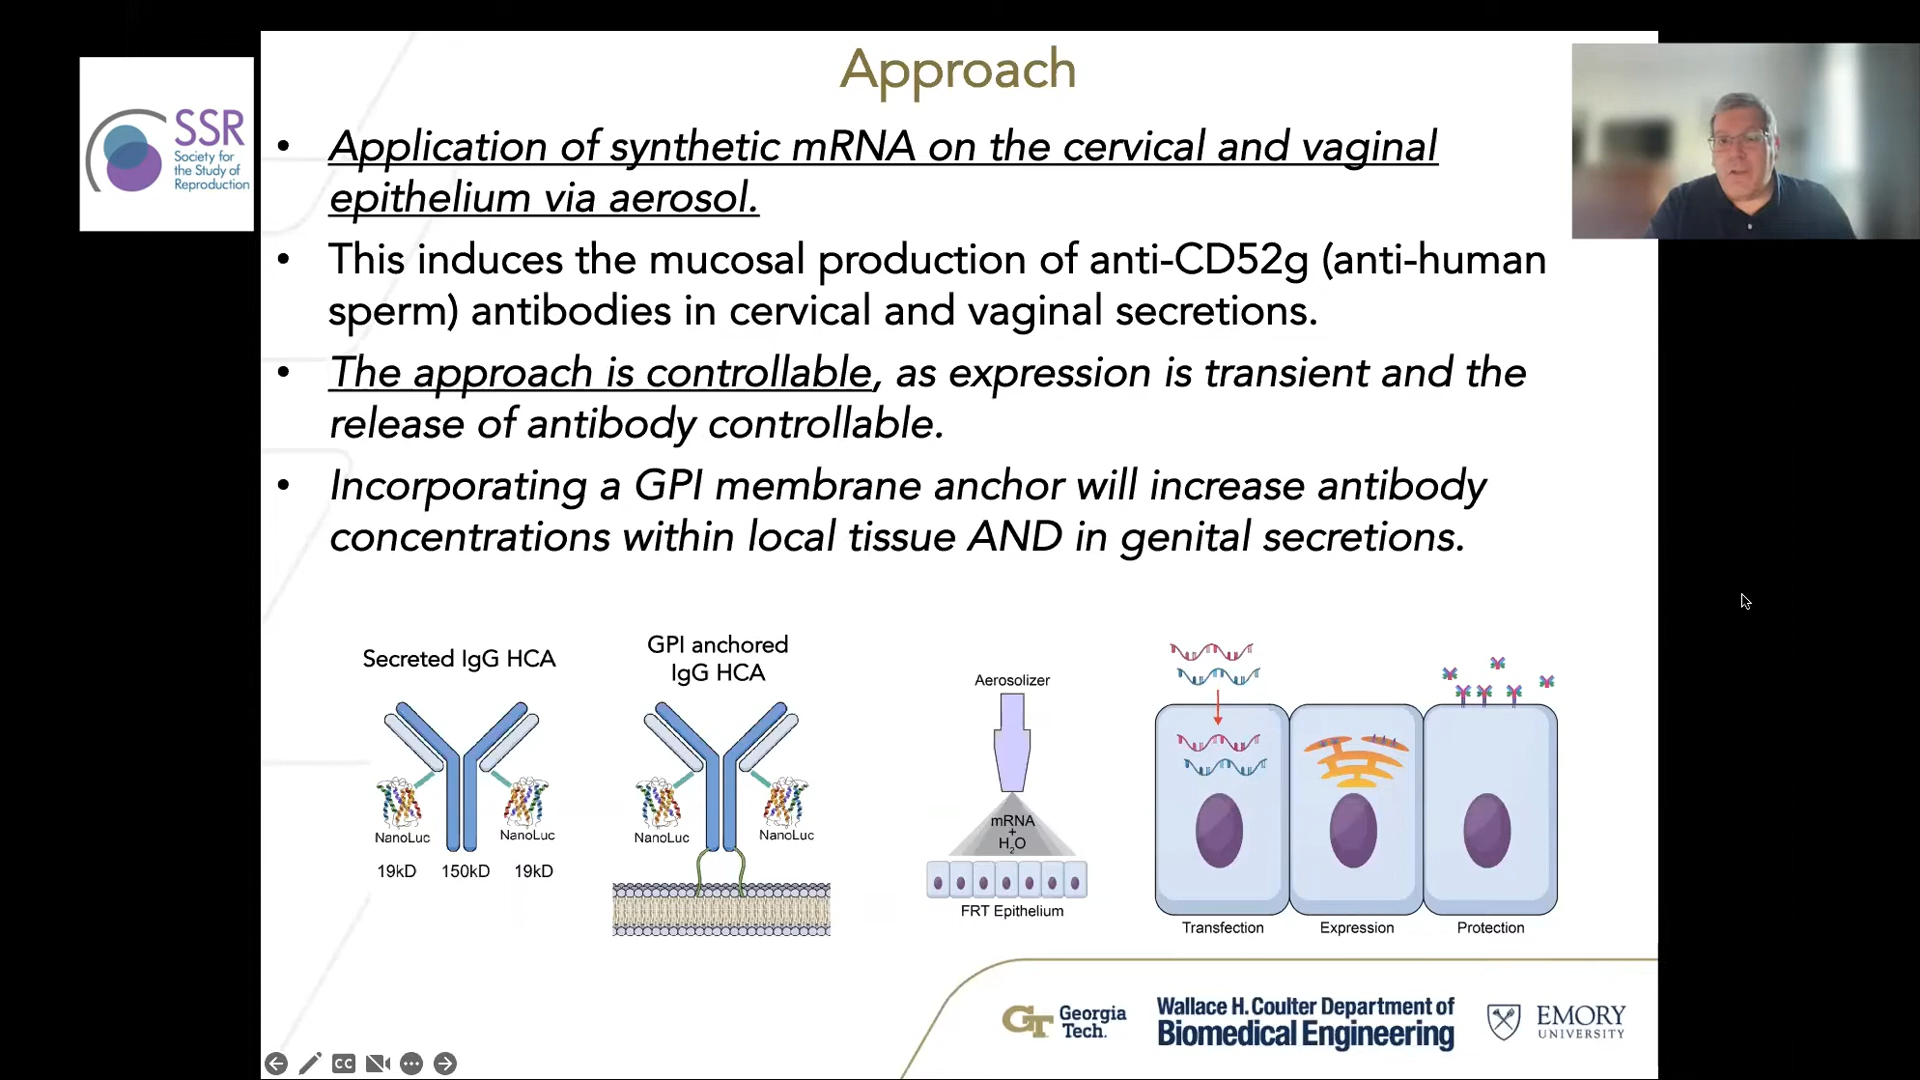 Approach
SSR
Society for
the Study of
Reproduction
• Application of synthetic mRNA on the cervical and vaginal
epithelium via aerosol.
• This induces the mucosal production of anti-CD52g (anti-human
sperm) antibodies in cervical and vaginal secretions.
• The approach is controllable, as expression is transient and the
release of antibody controllable.
• Incorporating a GPI membrane anchor will increase antibody
concentrations within local tissue AND in genital secretions.
Secreted IgG HCA
NanoLuc
NanoLuc
19kD 150kD 19kD
GPI anchored
IgG HCA
NanoLuc
NanoLuc
Aerosolizer
mRNA
+
H₂O
FRT Epithelium
Transfection
Expression
Protection
GT Georgia
Tech.
Wallace H. Coulter Department of
Biomedical Engineering
EMORY
UNIVERSITY
CC